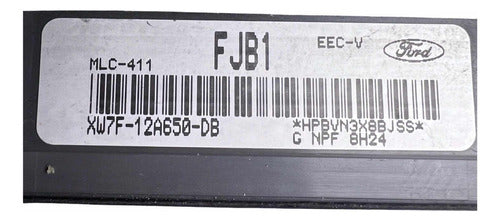 FJB1
EEC-V
Ford
MLC-411
XW7F-12A650-DB
*HPBVN3X8BJSS*
G NPF 8H24